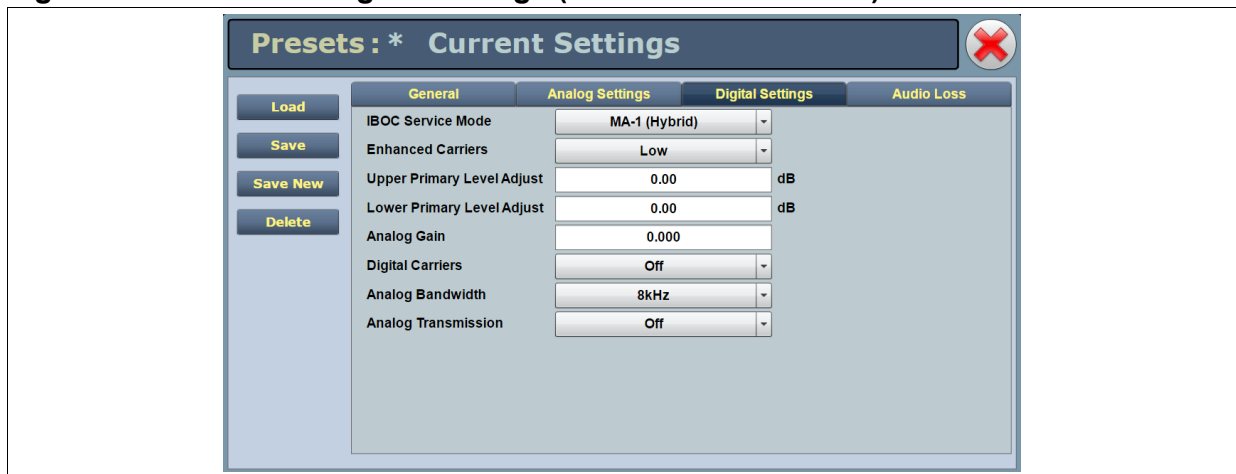 Presets:* Current Settings
Load
Save
Save New
Delete
General Analog Settings Digital Settings Audio Loss
IBOC Service Mode MA-1 (Hybrid)
Enhanced Carriers Low
Upper Primary Level Adjust 0.00 dB
Lower Primary Level Adjust 0.00 dB
Analog Gain 0.000
Digital Carriers Off
Analog Bandwidth 8kHz
Analog Transmission Off